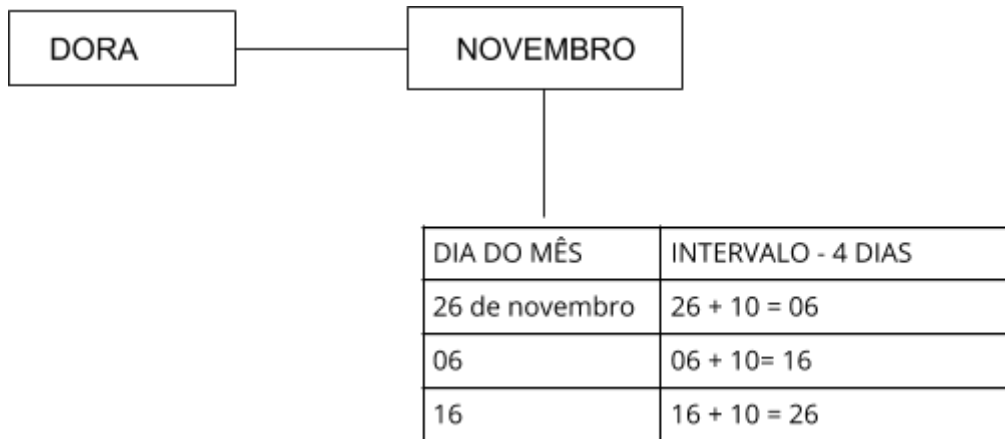 DORA
NOVEMBRO
DIA DO MÊS
INTERVALO - 4 DIAS
26 de novembro
26 + 10 = 06
06
06 + 10= 16
16
16 + 10 = 26